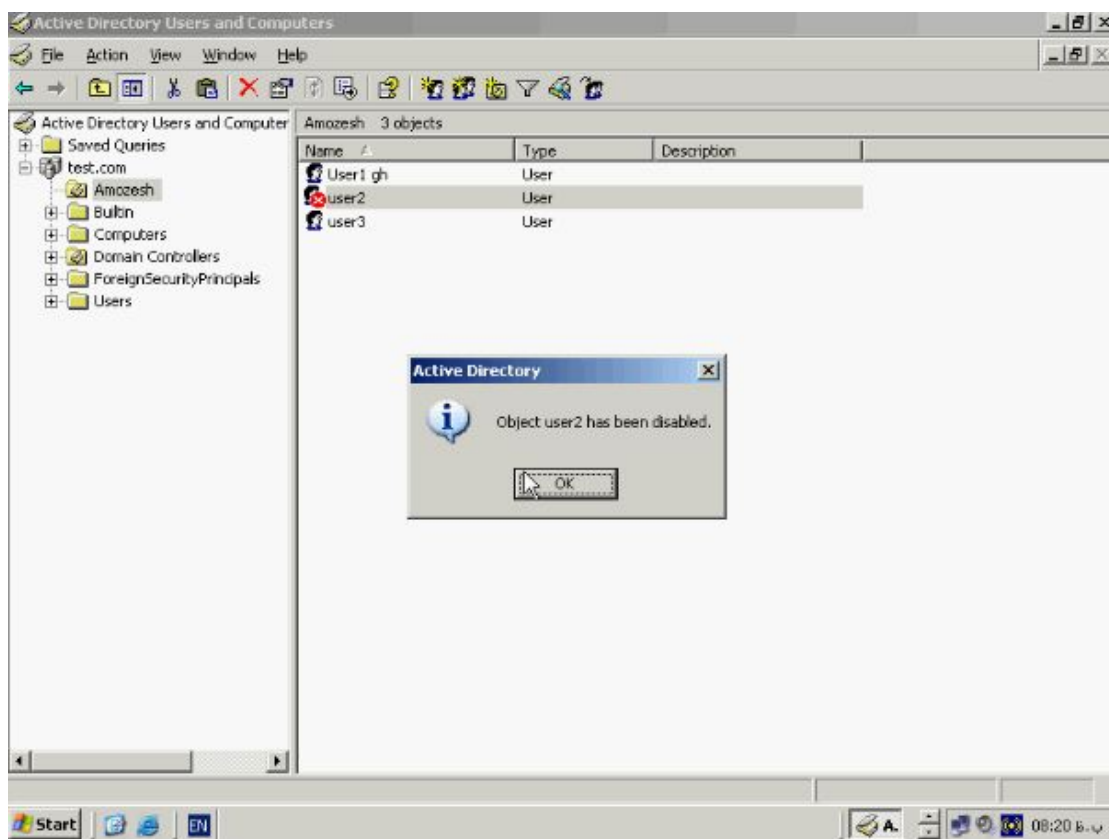 Active Directory Users and Computers
File Action View Window Help
Active Directory Users and Computer
Saved Queries
test.com
Amozesh
Builtin
Computers
Domain Controllers
ForeignSecurityPrincipals
Users
Amozesh 3 objects
Name Type Description
User1 gh User
user2 User
user3 User
Active Directory
Object user2 has been disabled.
OK
Start EN A. 08:20 ب.ظ